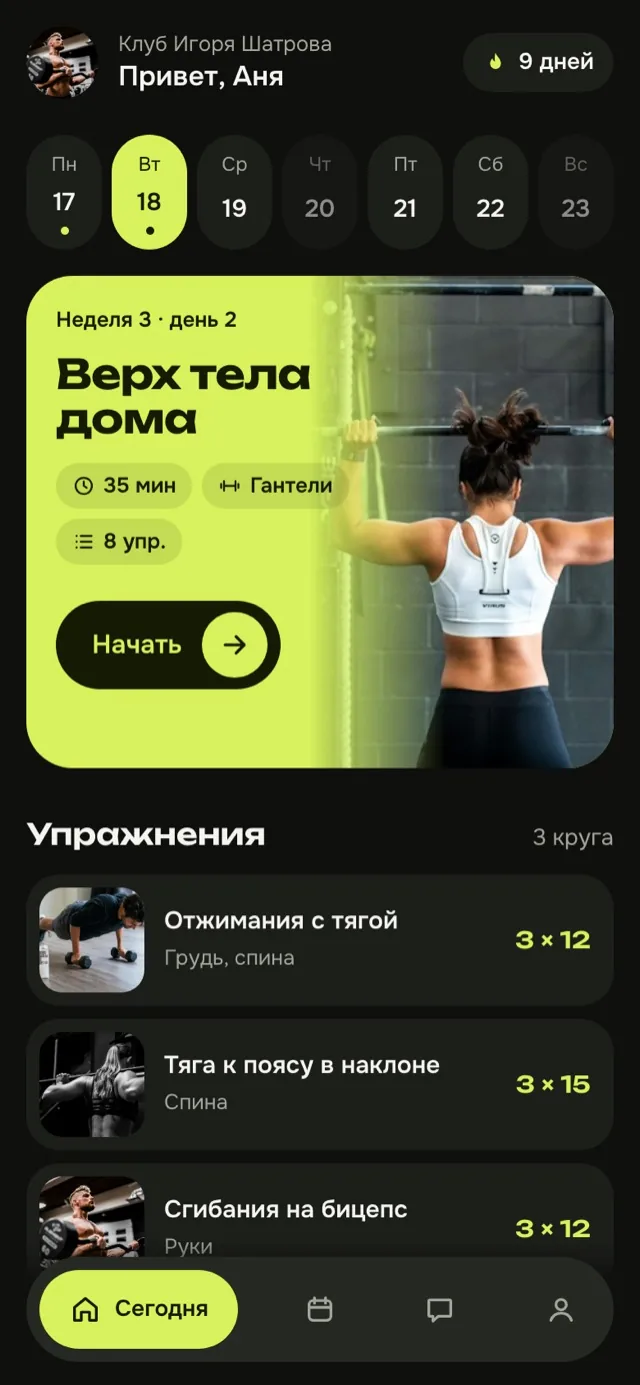 Клуб Игоря Шатрова
Привет, Аня
9 дней
Пн Вт Ср Чт Пт Сб Вс
17 18 19 20 21 22 23
Неделя 3 · день 2
Верх тела
дома
35 мин Гантели
8 упр.
Начать
Упражнения 3 круга
Отжимания с тягой
Грудь, спина
3 × 12
Тяга к поясу в наклоне
Спина
3 × 15
Сгибания на бицепс
Руки
3 × 12
Сегодня